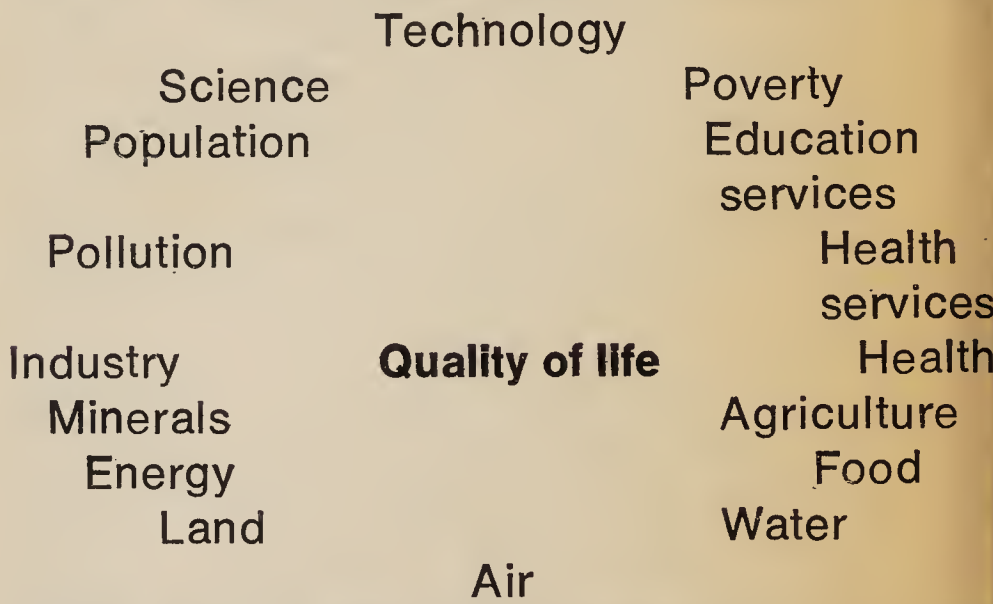 Technology
Science
Poverty
Population
Education
services
Pollution
Health
services
Industry
Quality of life
Health
Minerals
Agriculture
Energy
Food
Land
Water
Air